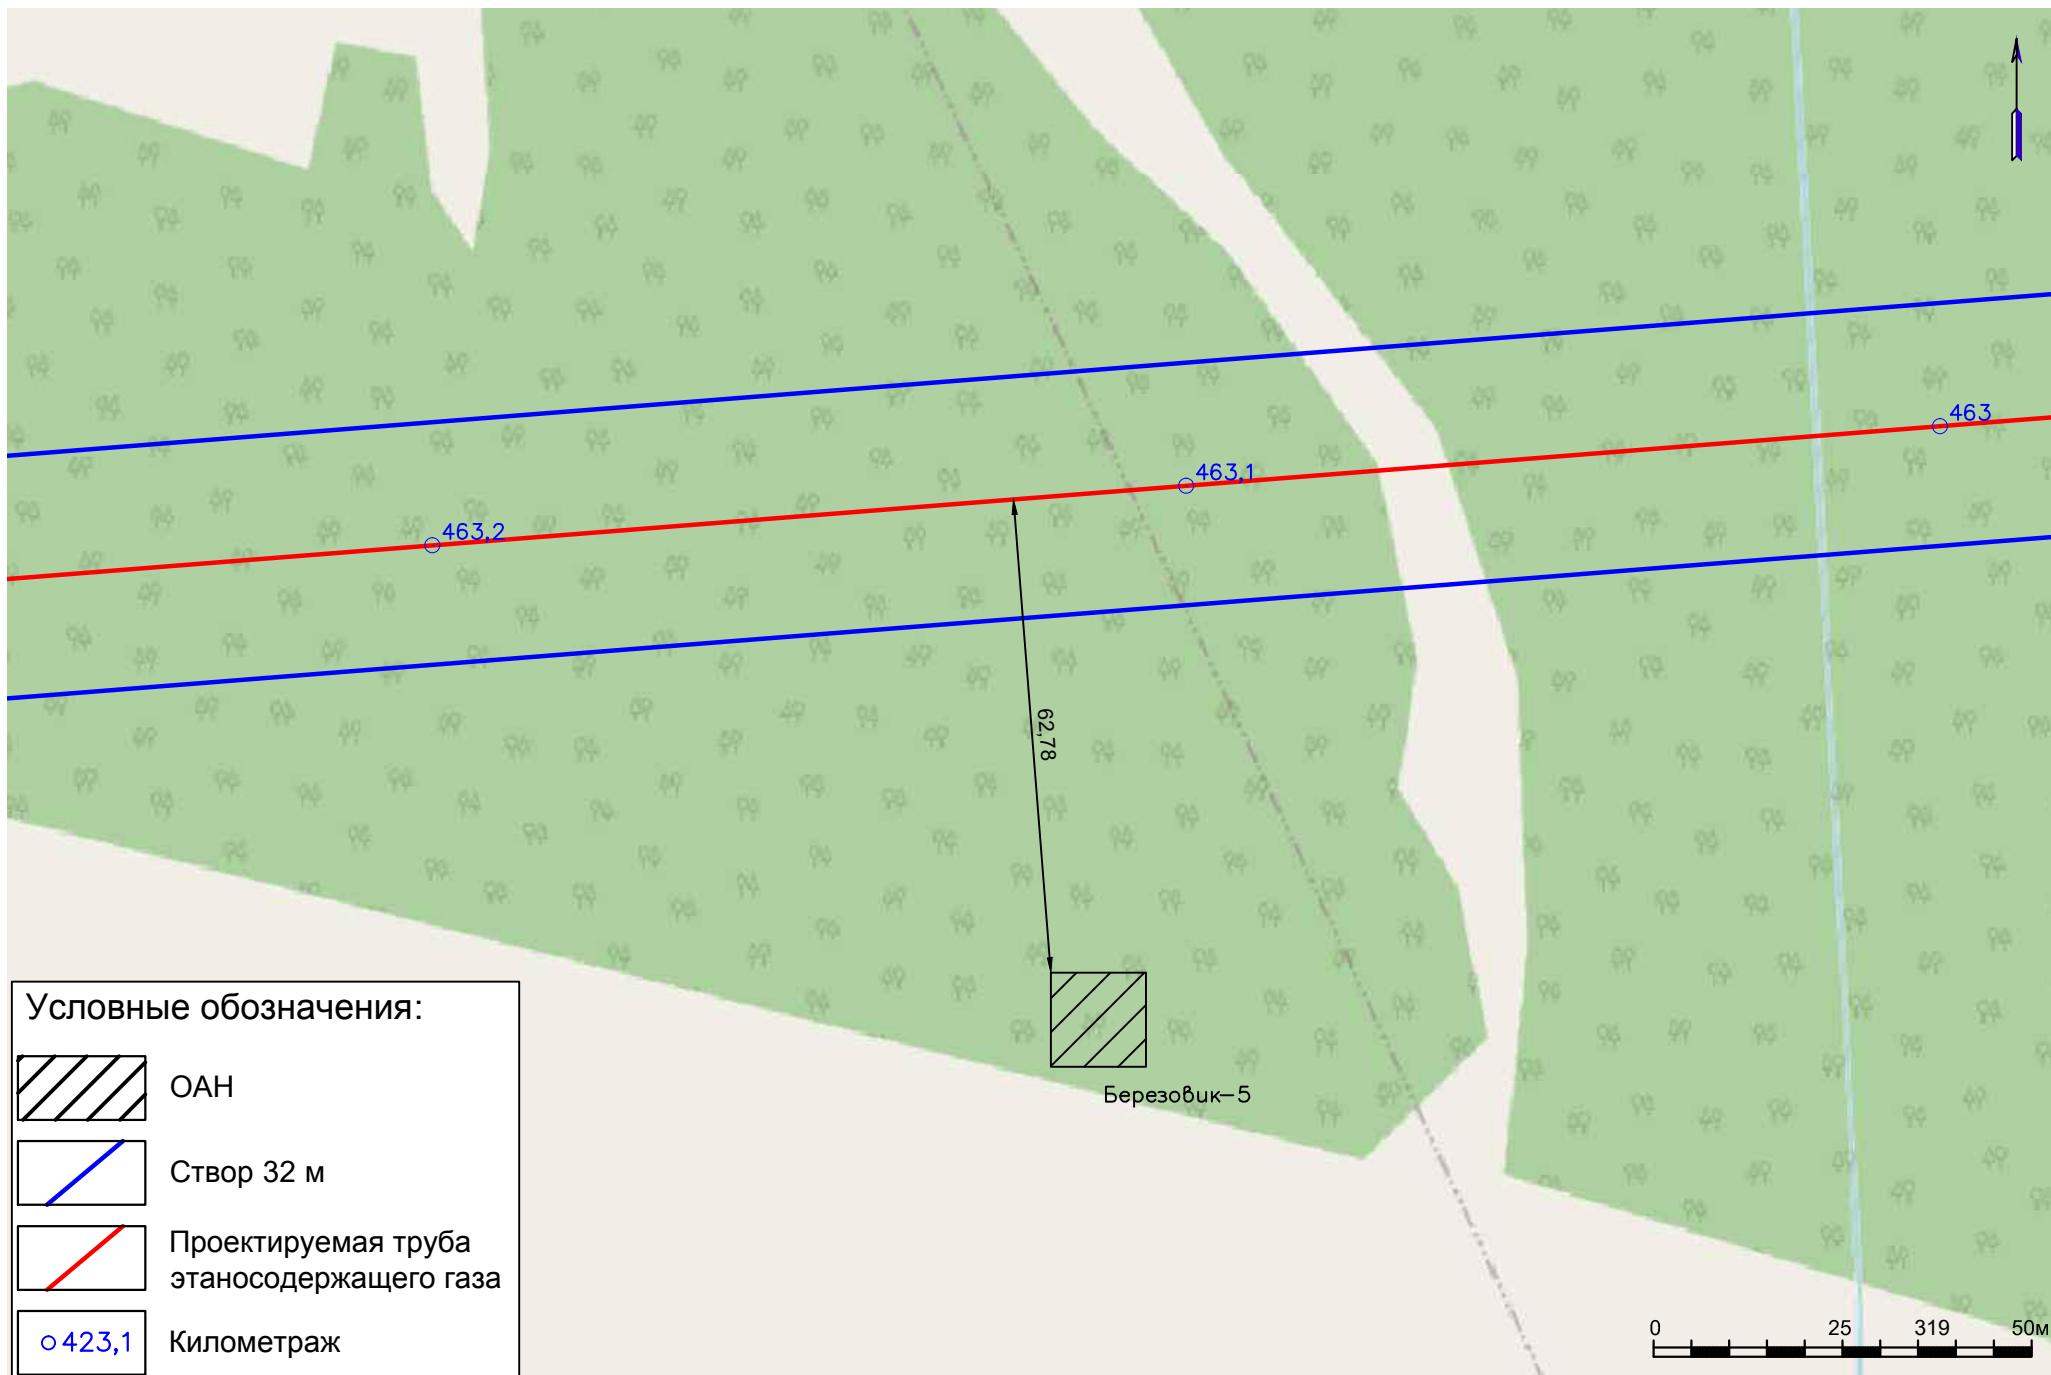 463
463,1
463,2
62,78
Березовик-5
Условные обозначения:
ОАН
Створ 32 м
Проектируемая труба
этаносодержащего газа
423,1 Километраж
0 25 319 50м